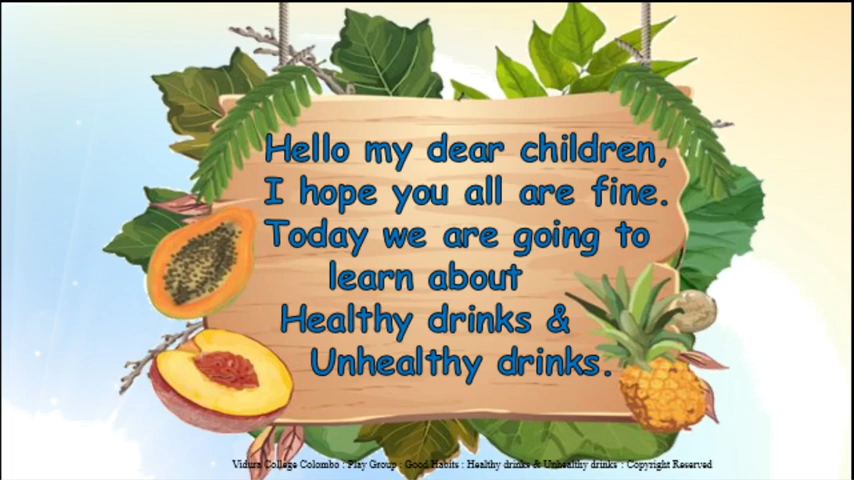 Hello my dear children,
I hope you all are fine.
Today we are going to
learn about
Healthy drinks &
Unhealthy drinks.
Vidura College Colombo : Play Group : Good Habits : Healthy drinks & Unhealthy drinks : Copyright Reserved